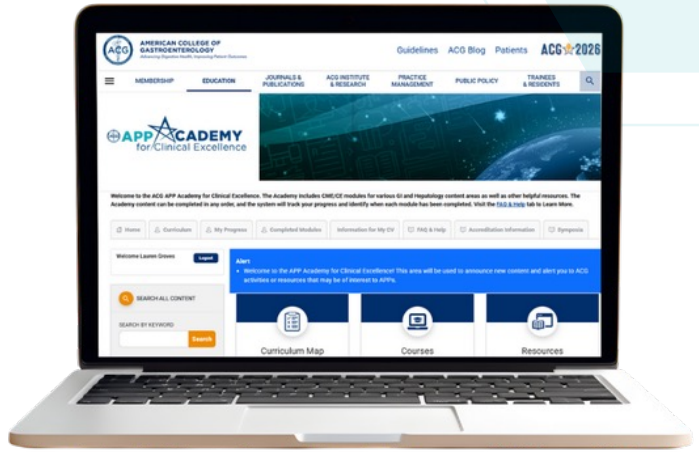 ACG
AMERICAN COLLEGE OF
GASTROENTEROLOGY
Advancing Digestive Health, Improving Patient Outcomes
Guidelines ACG Blog Patients ACG 2026
MEMBERSHIP
EDUCATION
JOURNALS &
PUBLICATIONS
ACG INSTITUTE
& RESEARCH
PRACTICE
MANAGEMENT
PUBLIC POLICY
TRAINEES
& RESIDENTS
APP ACADEMY
for Clinical Excellence
Welcome to the ACG APP Academy for Clinical Excellence. The Academy includes CME/CE modules for various GI and Hepatology content areas as well as other helpful resources. The
Academy content can be completed in any order, and the system will track your progress and identify when each module has been completed. Visit the FAQ & Help tab to Learn More.
Home Curriculum My Progress Completed Modules Information for My CV FAQ & Help Accreditation Information Symposia
Welcome Lauren Groves Logout
Alert
• Welcome to the APP Academy for Clinical Excellence! This area will be used to announce new content and alert you to ACG
activities or resources that may be of interest to APPs.
SEARCH ALL CONTENT
SEARCH BY KEYWORD
Search
Curriculum Map
Courses
Resources